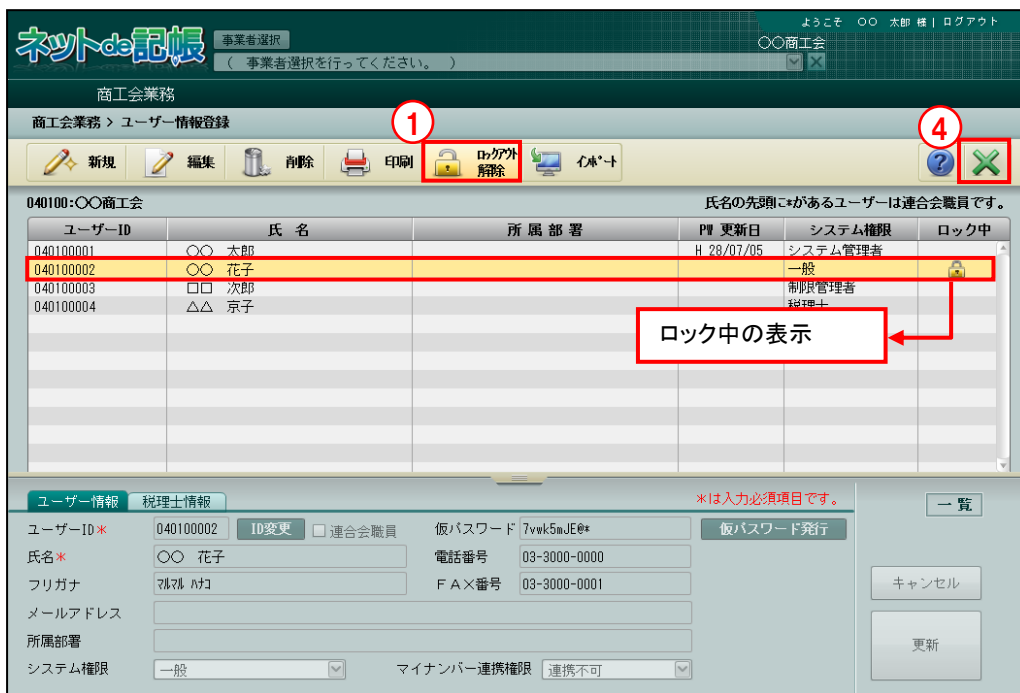 ようこそ 〇〇 太郎 様 | ログアウト
ネットde記帳 事業者選択 〇〇商工会
( 事業者選択を行ってください。 )
商工会業務
商工会業務 > ユーザー情報登録
1 4
新規 編集 削除 印刷 ロックアウト解除 インポート ?
040100:〇〇商工会 氏名の先頭に*があるユーザーは連合会職員です。
ユーザーID 氏 名 所 属 部 署 PW 更新日 システム権限 ロック中
040100001 〇〇 太郎 H 28/07/05 システム管理者
040100002 〇〇 花子 一般
040100003 □□ 次郎 制限管理者
040100004 △△ 京子 税理士
ロック中の表示
ユーザー情報 税理士情報 *は入力必須項目です。 一 覧
ユーザーID* 040100002 ID変更 連合会職員 仮パスワード 7vwk5mJE@* 仮パスワード発行
氏名* 〇〇 花子 電話番号 03-3000-0000
フリガナ マルマル ハナコ FAX番号 03-3000-0001
キャンセル
メールアドレス
所属部署
更新
システム権限 一般 マイナンバー連携権限 連携不可